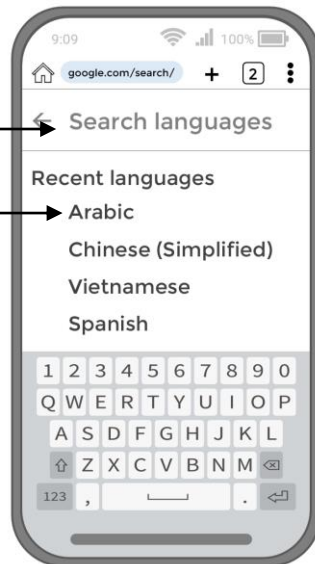 9:09 100%
google.com/search/ + 2
Search languages
Recent languages
Arabic
Chinese (Simplified)
Vietnamese
Spanish
1 2 3 4 5 6 7 8 9 0
Q W E R T Y U I O P
A S D F G H J K L
Z X C V B N M
123 , .